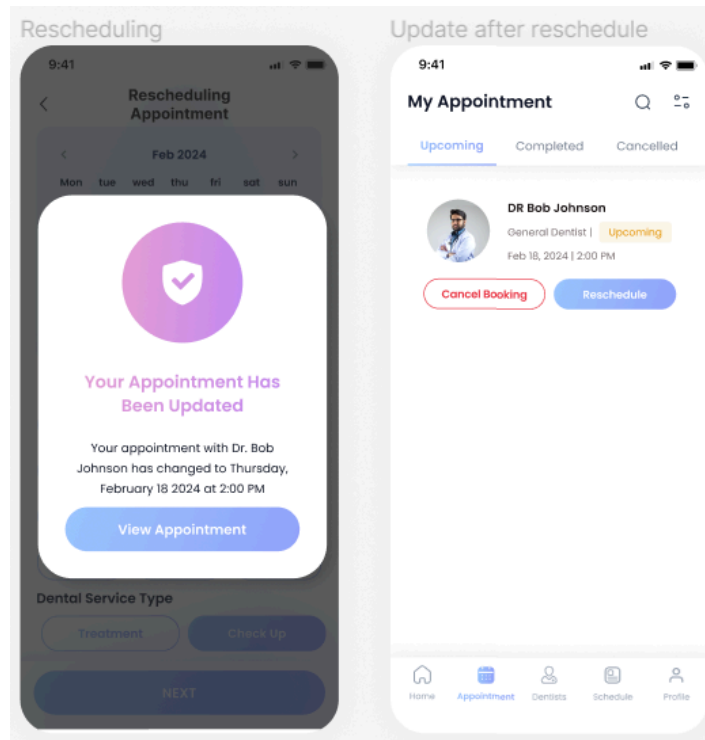 Rescheduling
9:41
Rescheduling
Appointment
Feb 2024
Mon tue wed thu fri sat sun
Your Appointment Has
Been Updated
Your appointment with Dr. Bob
Johnson has changed to Thursday,
February 18 2024 at 2:00 PM
View Appointment
Dental Service Type
Treatment Check Up
NEXT
Update after reschedule
9:41
My Appointment
Upcoming Completed Cancelled
DR Bob Johnson
General Dentist | Upcoming
Feb 18, 2024 | 2:00 PM
Cancel Booking Reschedule
Home Appointment Dentists Schedule Profile